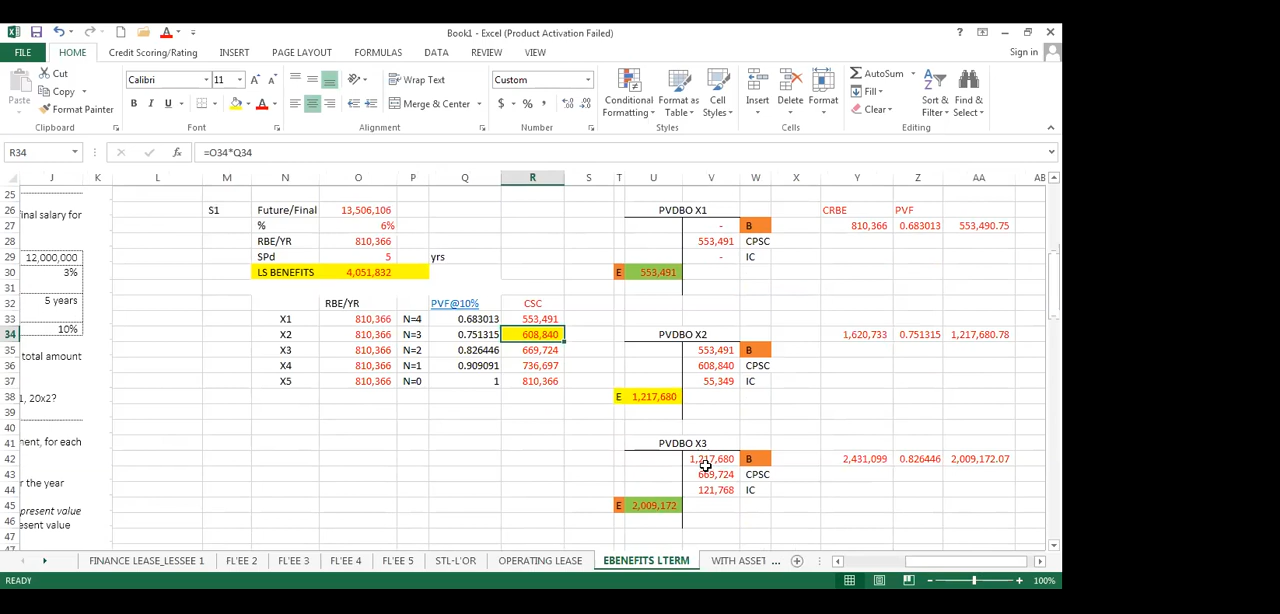 Book1 - Excel (Product Activation Failed)
FILE HOME Credit Scoring/Rating INSERT PAGE LAYOUT FORMULAS DATA REVIEW VIEW Sign in
Paste Cut Copy Format Painter Clipboard
Calibri 11 B I U Font
Wrap Text Merge & Center Alignment
Custom $ % , Number
Conditional Formatting Format as Table Cell Styles Styles
Insert Delete Format Cells
AutoSum Fill Clear Sort & Filter Find & Select Editing
R34 fx =O34*Q34
J K L M N O P Q R S T U V W X Y Z AA AB
25
26 inal salary for S1 Future/Final 13,506,106 PVDBO X1 CRBE PVF
27 % 6% - B 810,366 0.683013 553,490.75
28 RBE/YR 810,366 553,491 CPSC
29 12,000,000 SPd 5 yrs - IC
30 3% LS BENEFITS 4,051,832 E 553,491
31
32 5 years RBE/YR PVF@10% CSC
33 X1 810,366 N=4 0.683013 553,491
34 10% X2 810,366 N=3 0.751315 608,840 PVDBO X2 1,620,733 0.751315 1,217,680.78
35 X3 810,366 N=2 0.826446 669,724 553,491 B
36 total amount X4 810,366 N=1 0.909091 736,697 608,840 CPSC
37 X5 810,366 N=0 1 810,366 55,349 IC
38 1, 20x2? E 1,217,680
39
40
41 nent, for each PVDBO X3
42 1,217,680 B 2,431,099 0.826446 2,009,172.07
43 669,724 CPSC
44 r the year 121,768 IC
45 present value E 2,009,172
46 esent value
47
FINANCE LEASE_LESSEE 1 FL'EE 2 FL'EE 3 FL'EE 4 FL'EE 5 STL-L'OR OPERATING LEASE EBENEFITS LTERM WITH ASSET ...
READY 100%